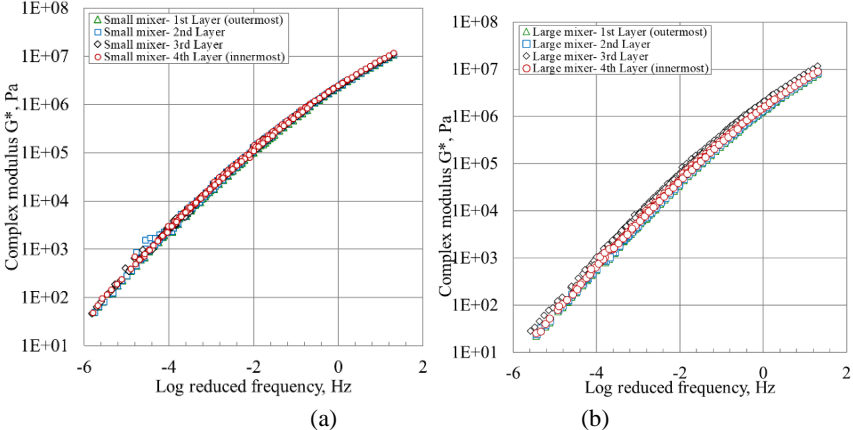 1E+08
1E+07
1E+06
1E+05
1E+04
1E+03
1E+02
1E+01
Complex modulus G*, Pa
Small mixer- 1st Layer (outermost)
Small mixer- 2nd Layer
Small mixer- 3rd Layer
Small mixer- 4th Layer (innermost)
-6 -4 -2 0 2
Log reduced frequency, Hz
(a)
1E+08
1E+07
1E+06
1E+05
1E+04
1E+03
1E+02
1E+01
Complex modulus G*, Pa
Large mixer- 1st Layer (outermost)
Large mixer- 2nd Layer
Large mixer- 3rd Layer
Large mixer- 4th Layer (innermost)
-6 -4 -2 0 2
Log reduced frequency, Hz
(b)